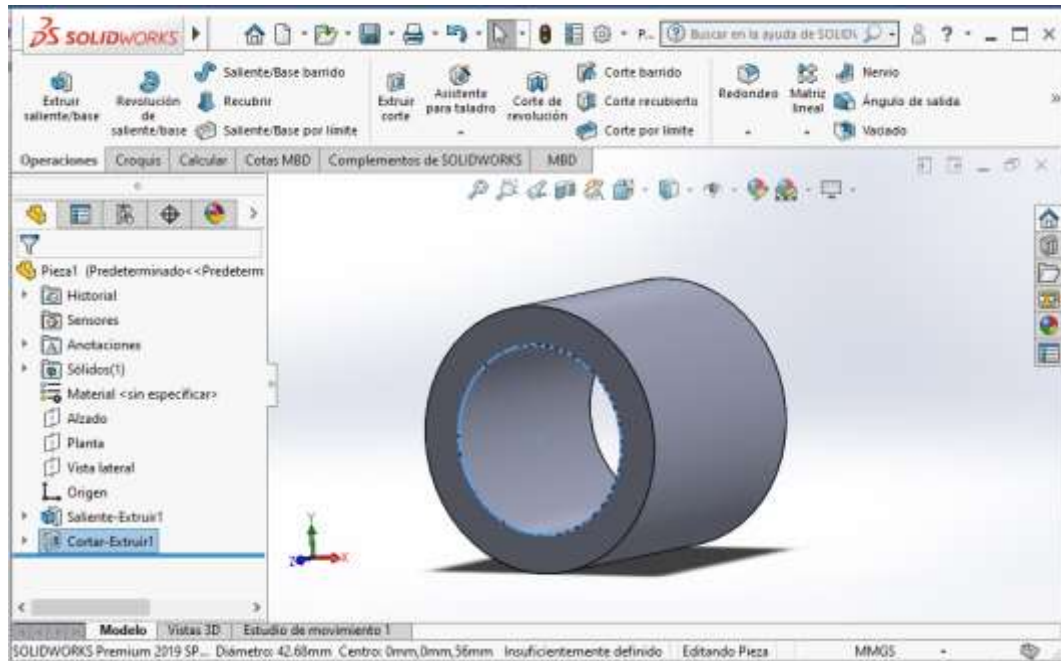 SOLIDWORKS
P... Buscar en la ayuda de SOLIDW
Extruir saliente/base
Revolución de saliente/base
Saliente/Base barrido
Recubrir
Saliente/Base por límite
Extruir corte
Asistente para taladro
Corte de revolución
Corte barrido
Corte recubierto
Corte por límite
Redondeo
Matriz lineal
Nervio
Ángulo de salida
Vaciado
Operaciones Croquis Calcular Cotas MBD Complementos de SOLIDWORKS MBD
Pieza1 (Predeterminado<<Predeterm
Historial
Sensores
Anotaciones
Sólidos(1)
Material <sin especificar>
Alzado
Planta
Vista lateral
Origen
Saliente-Extruir1
Cortar-Extruir1
Y
Z X
Modelo Vistas 3D Estudio de movimiento 1
SOLIDWORKS Premium 2019 SP... Diámetro: 42.68mm Centro: 0mm,0mm,56mm Insuficientemente definido Editando Pieza MMGS